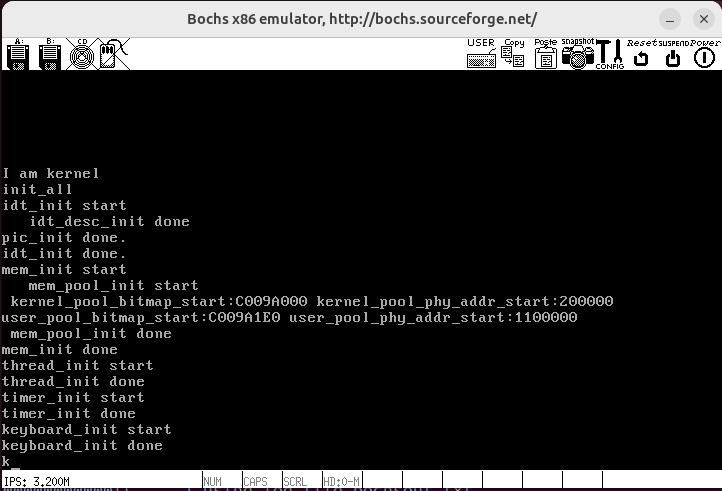 Bochs x86 emulator, http://bochs.sourceforge.net/
A: B: CD USER Copy Paste snapshot CONFIG Reset SUSPEND Power
I am kernel
init_all
idt_init start
idt_desc_init done
pic_init done.
idt_init done.
mem_init start
mem_pool_init start
kernel_pool_bitmap_start:C009A000 kernel_pool_phy_addr_start:200000
user_pool_bitmap_start:C009A1E0 user_pool_phy_addr_start:1100000
mem_pool_init done
mem_init done
thread_init start
thread_init done
timer_init start
timer_init done
keyboard_init start
keyboard_init done
k_
IPS: 3.200M NUM CAPS SCRL HD:0-M